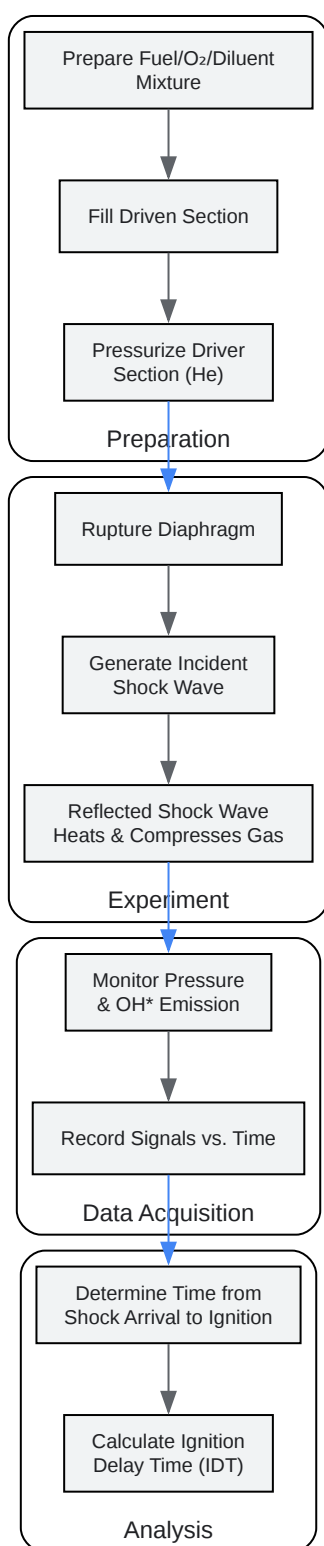 Prepare Fuel/O₂/Diluent
Mixture
Fill Driven Section
Pressurize Driver
Section (He)
Preparation
Rupture Diaphragm
Generate Incident
Shock Wave
Reflected Shock Wave
Heats & Compresses Gas
Experiment
Monitor Pressure
& OH* Emission
Record Signals vs. Time
Data Acquisition
Determine Time from
Shock Arrival to Ignition
Calculate Ignition
Delay Time (IDT)
Analysis